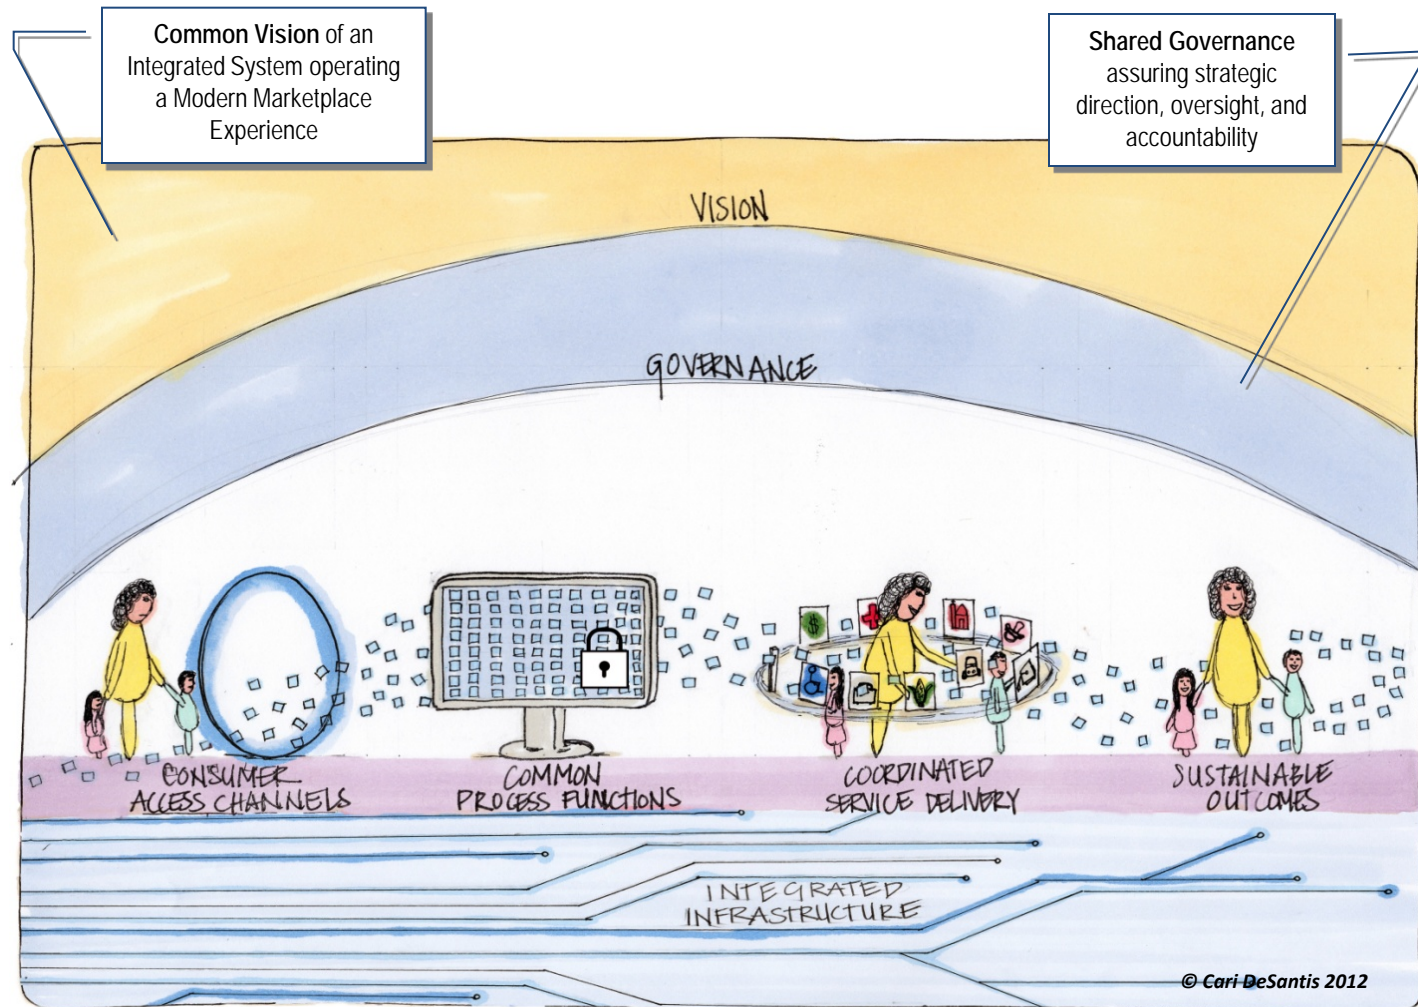 Common Vision of an
Integrated System operating
a Modern Marketplace
Experience
Shared Governance
assuring strategic
direction, oversight, and
accountability
VISION
GOVERNANCE
$
CONSUMER
ACCESS CHANNELS
COMMON
PROCESS FUNCTIONS
COORDINATED
SERVICE DELIVERY
SUSTAINABLE
OUTCOMES
INTEGRATED
INFRASTRUCTURE
© Cari DeSantis 2012